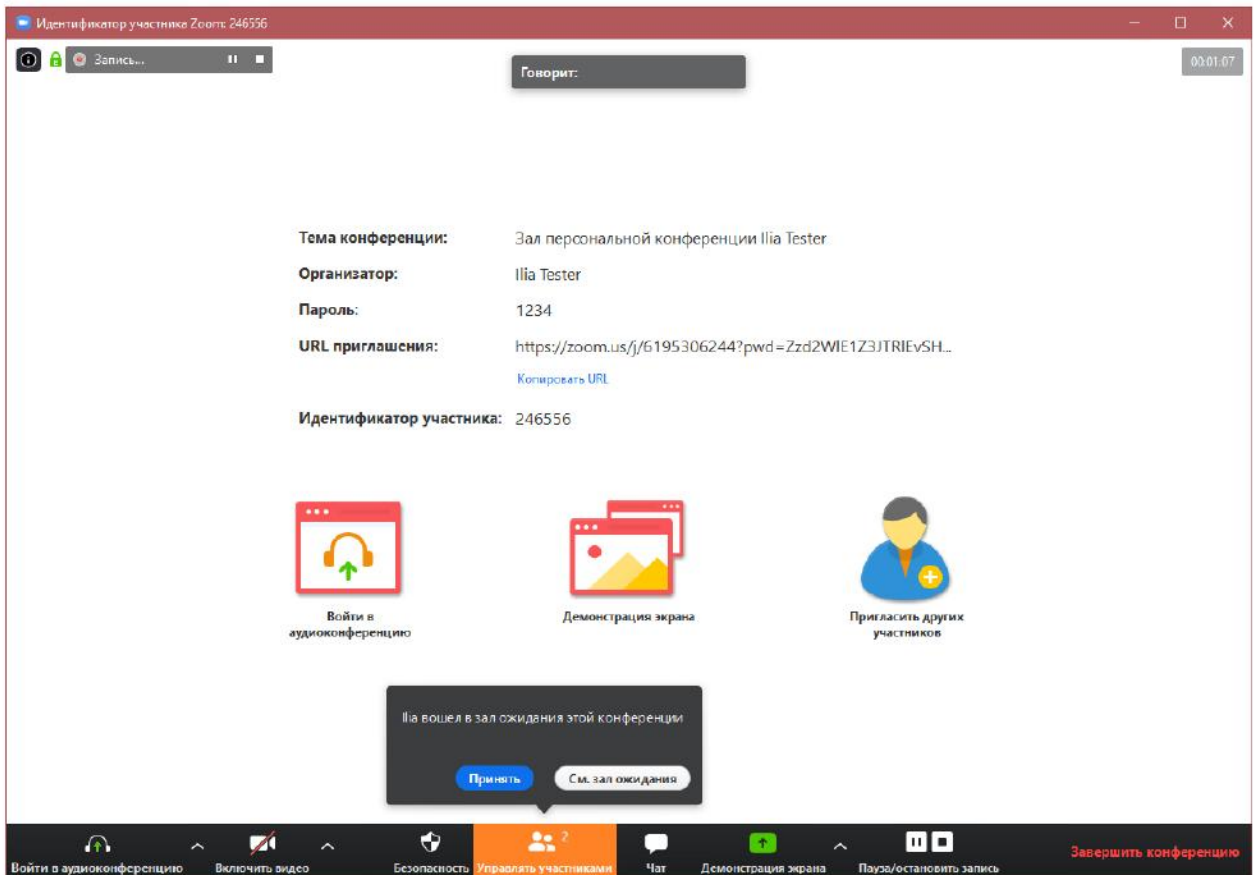 Идентификатор участника Zoom: 246556
Запись...
Говорит:
00:01:07
Тема конференции: Зал персональной конференции Ilia Tester
Организатор: Ilia Tester
Пароль: 1234
URL приглашения: https://zoom.us/j/6195306244?pwd=Zzd2WlE1Z3JTRlEvSH...
Копировать URL
Идентификатор участника: 246556
Войти в
аудиоконференцию
Демонстрация экрана
Пригласить других
участников
Ilia вошел в зал ожидания этой конференции
Принять
См. зал ожидания
2
Войти в аудиоконференцию
Включить видео
Безопасность
Управлять участниками
Чат
Демонстрация экрана
Пауза/остановить запись
Завершить конференцию